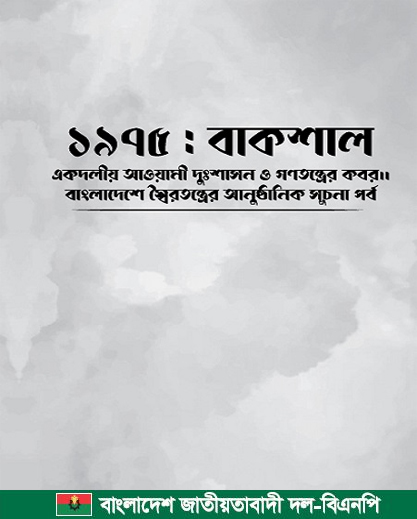 ১৯৭৫ : বাকশাল
একদলীয় আওয়ামী দুঃশাসন ও গণতন্ত্রের কবর।।
বাংলাদেশে স্বৈরতন্ত্রের আনুষ্ঠানিক সূচনা পর্ব
বাংলাদেশ জাতীয়তাবাদী দল-বিএনপি